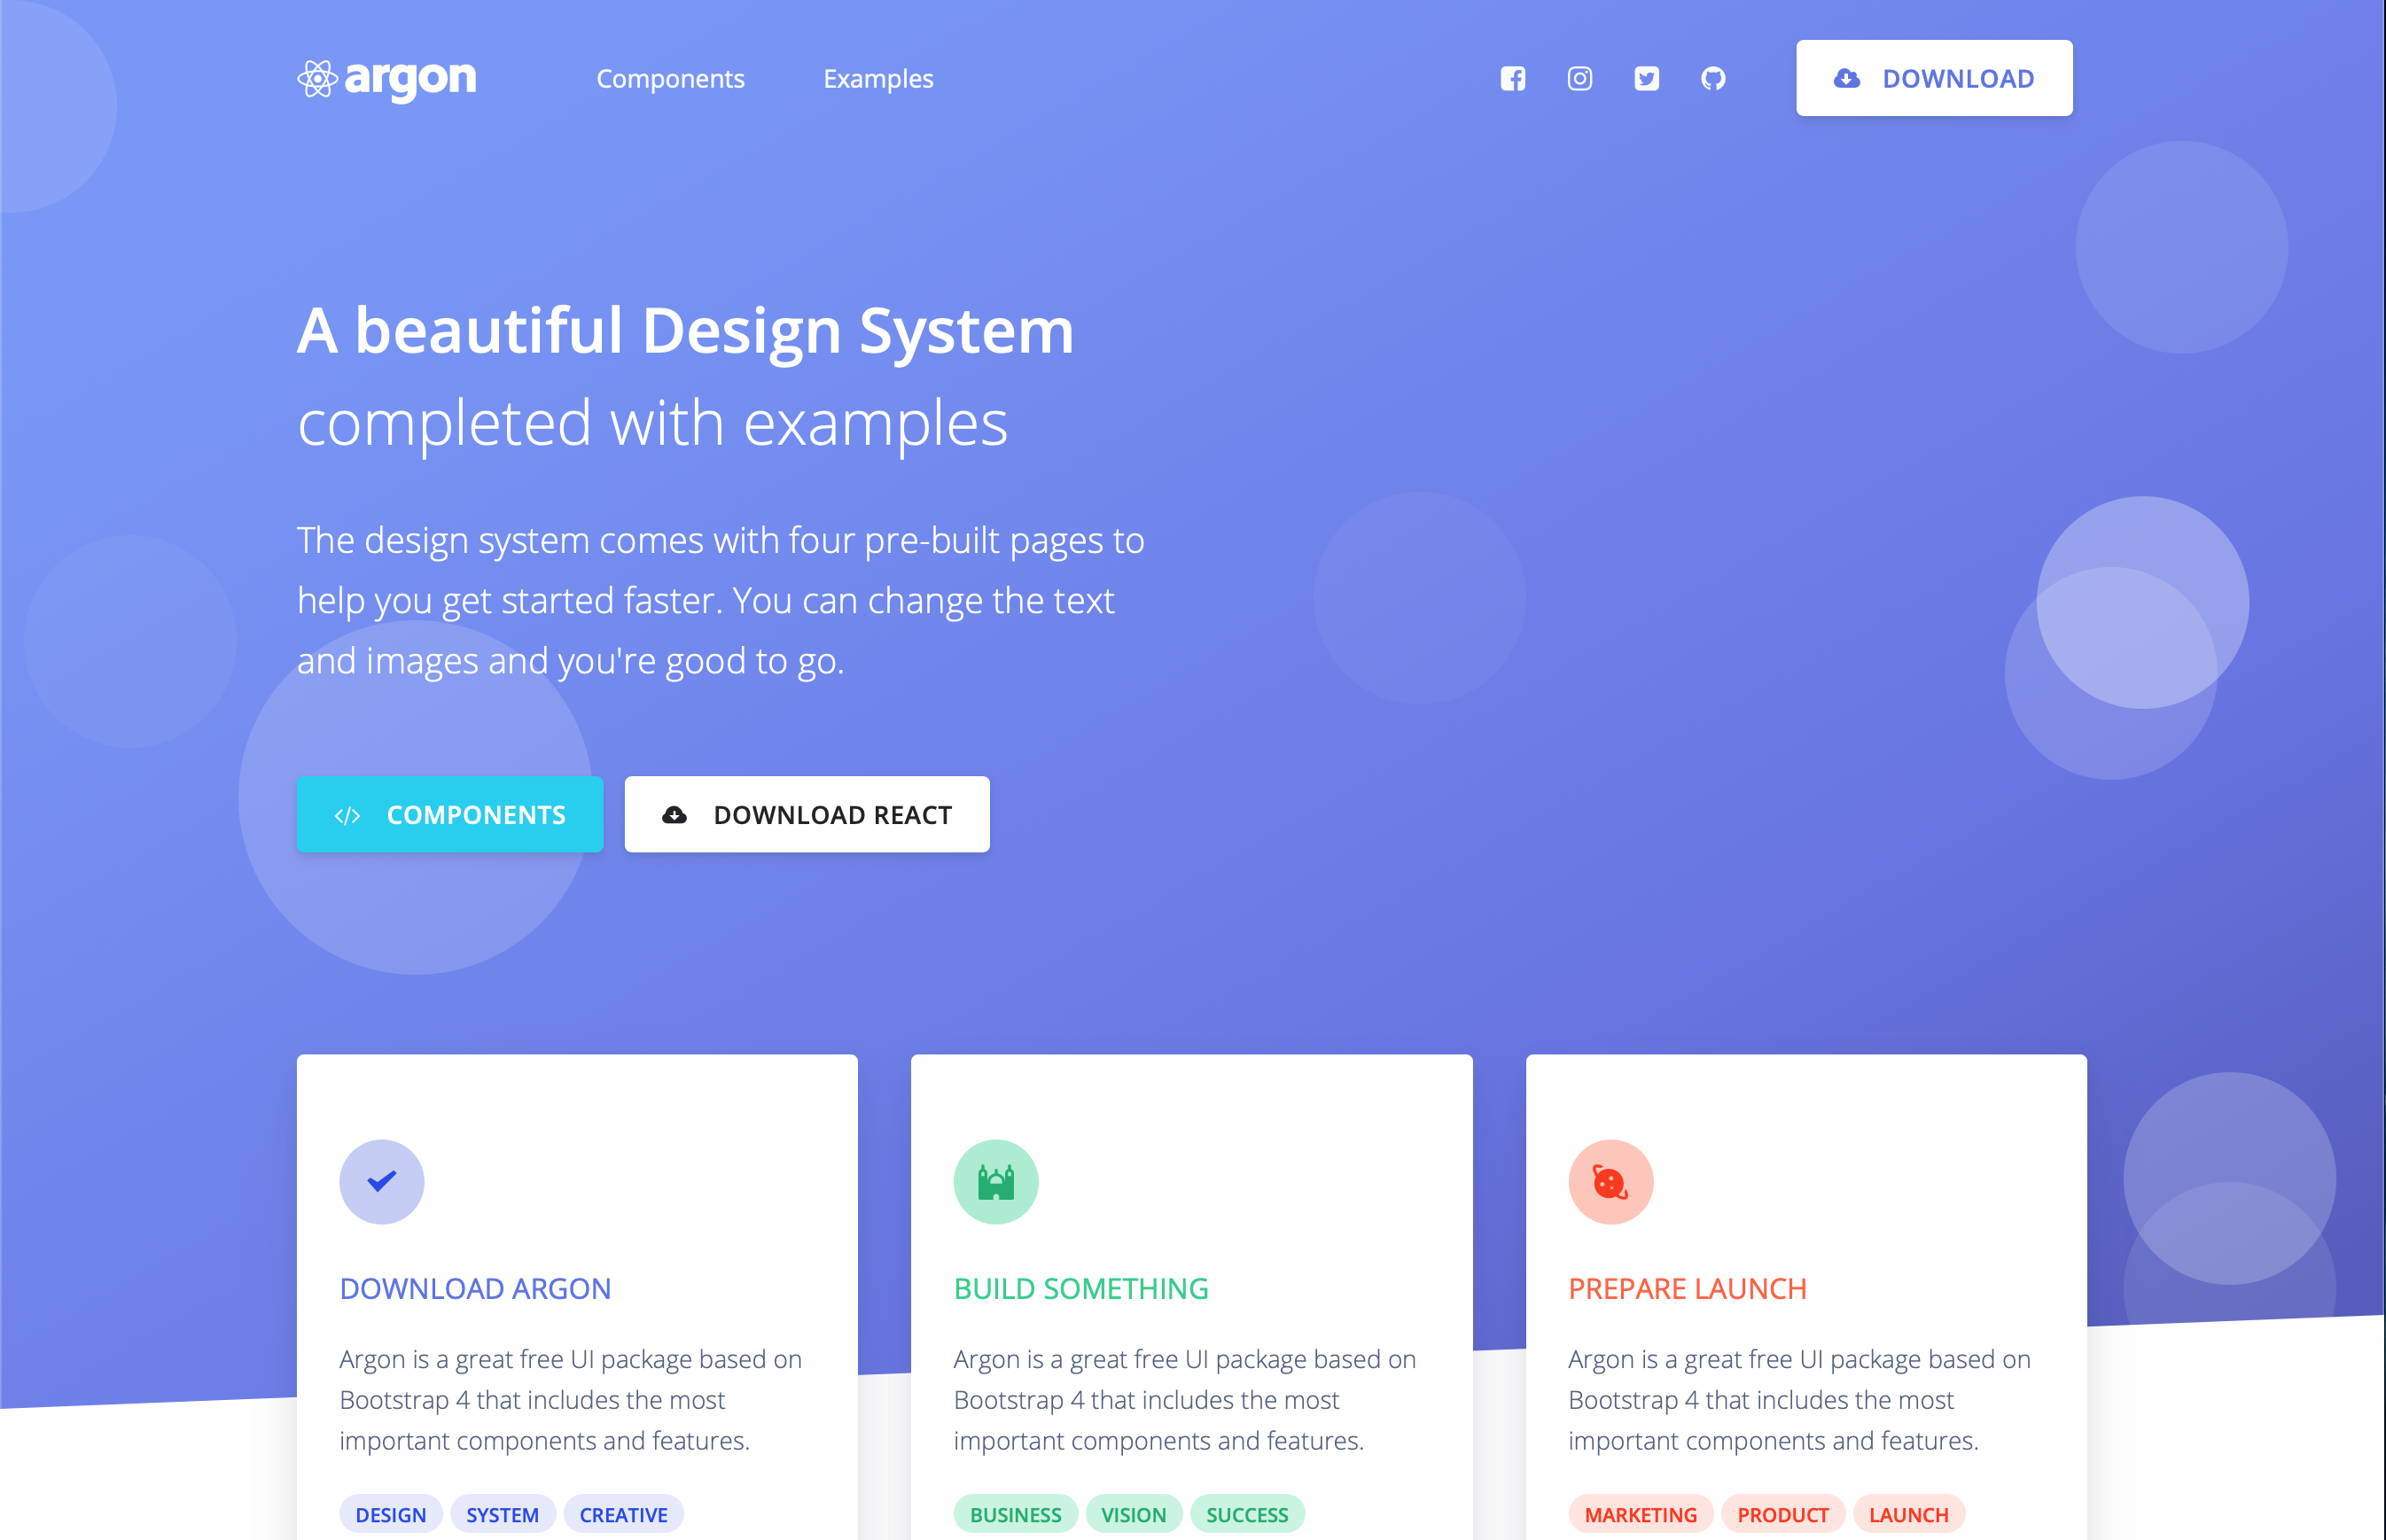 argon
Components
Examples
DOWNLOAD
A beautiful Design System
completed with examples
The design system comes with four pre-built pages to
help you get started faster. You can change the text
and images and you're good to go.
</> COMPONENTS
DOWNLOAD REACT
DOWNLOAD ARGON
Argon is a great free UI package based on
Bootstrap 4 that includes the most
important components and features.
DESIGN SYSTEM CREATIVE
BUILD SOMETHING
Argon is a great free UI package based on
Bootstrap 4 that includes the most
important components and features.
BUSINESS VISION SUCCESS
PREPARE LAUNCH
Argon is a great free UI package based on
Bootstrap 4 that includes the most
important components and features.
MARKETING PRODUCT LAUNCH